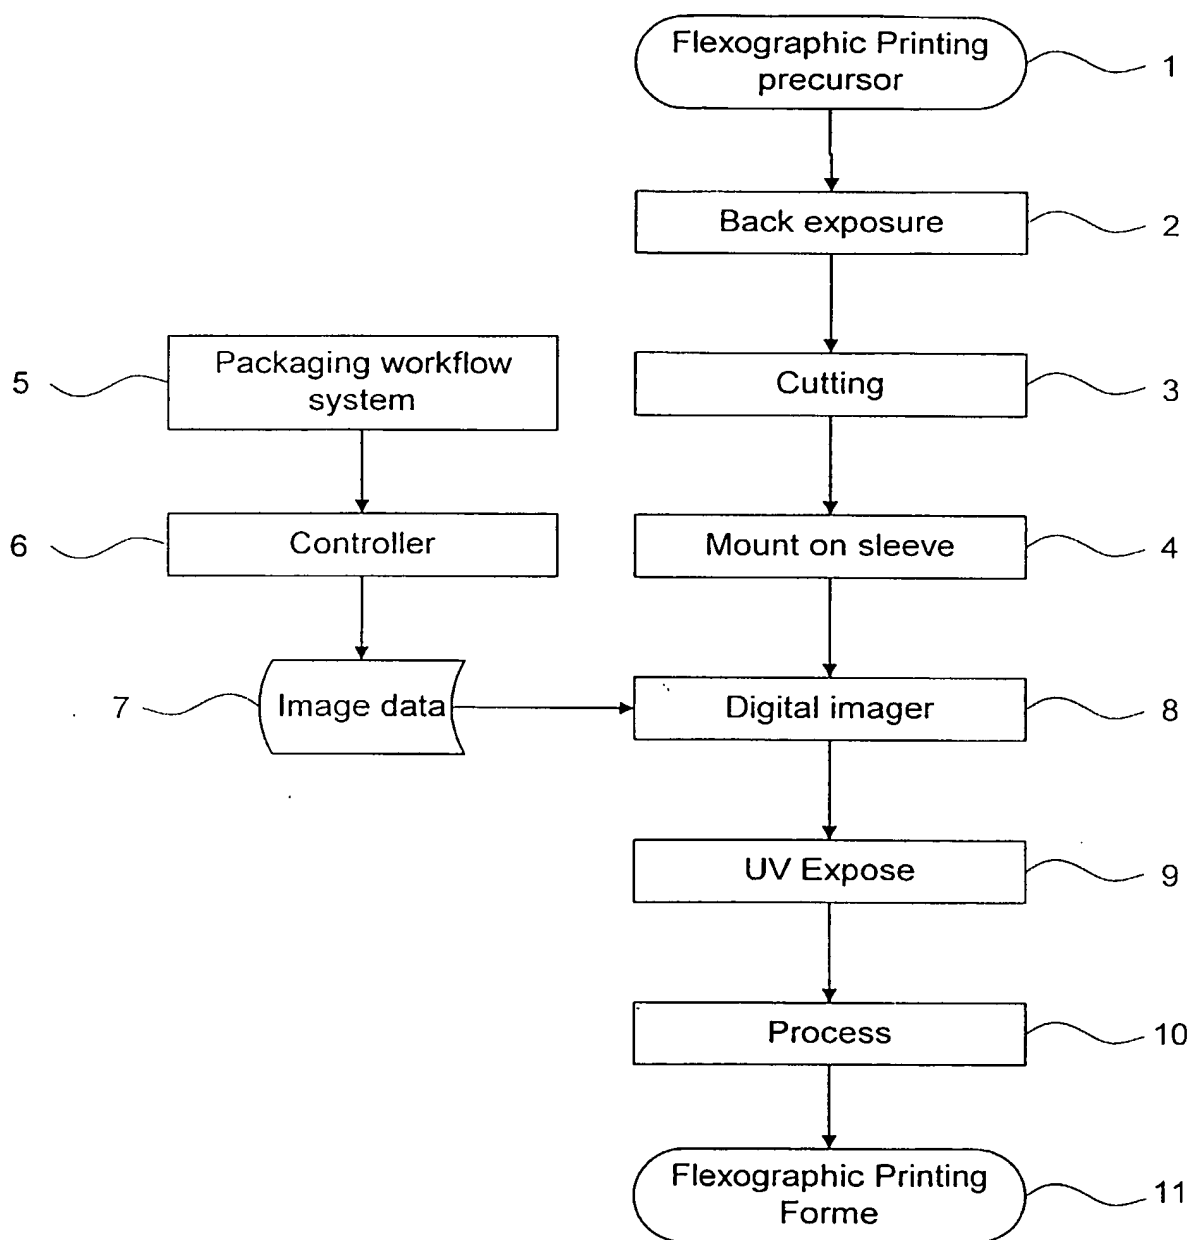 Flexographic Printing
precursor
1
Back exposure
2
Cutting
3
Mount on sleeve
4
5
Packaging workflow
system
6
Controller
7
Image data
Digital imager
8
UV Expose
9
Process
10
Flexographic Printing
Forme
11